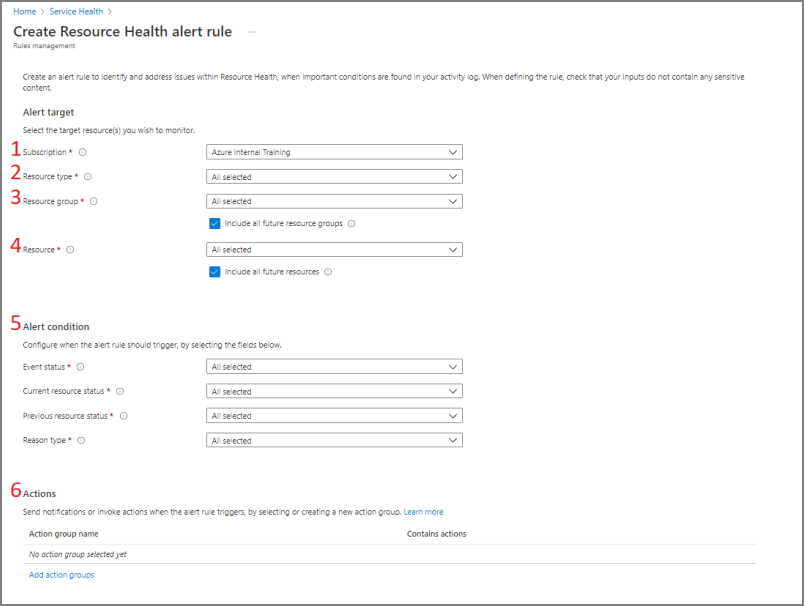 Home > Service Health >
Create Resource Health alert rule ...
Rules management
Create an alert rule to identify and address issues within Resource Health, when important conditions are found in your activity log. When defining the rule, check that your inputs do not contain any sensitive
content.
Alert target
Select the target resource(s) you wish to monitor.
1 Subscription * Azure Internal Training
2 Resource type * All selected
3 Resource group * All selected
Include all future resource groups
4 Resource * All selected
Include all future resources
5 Alert condition
Configure when the alert rule should trigger, by selecting the fields below.
Event status * All selected
Current resource status * All selected
Previous resource status * All selected
Reason type * All selected
6 Actions
Send notifications or invoke actions when the alert rule triggers, by selecting or creating a new action group. Learn more
Action group name Contains actions
No action group selected yet
Add action groups